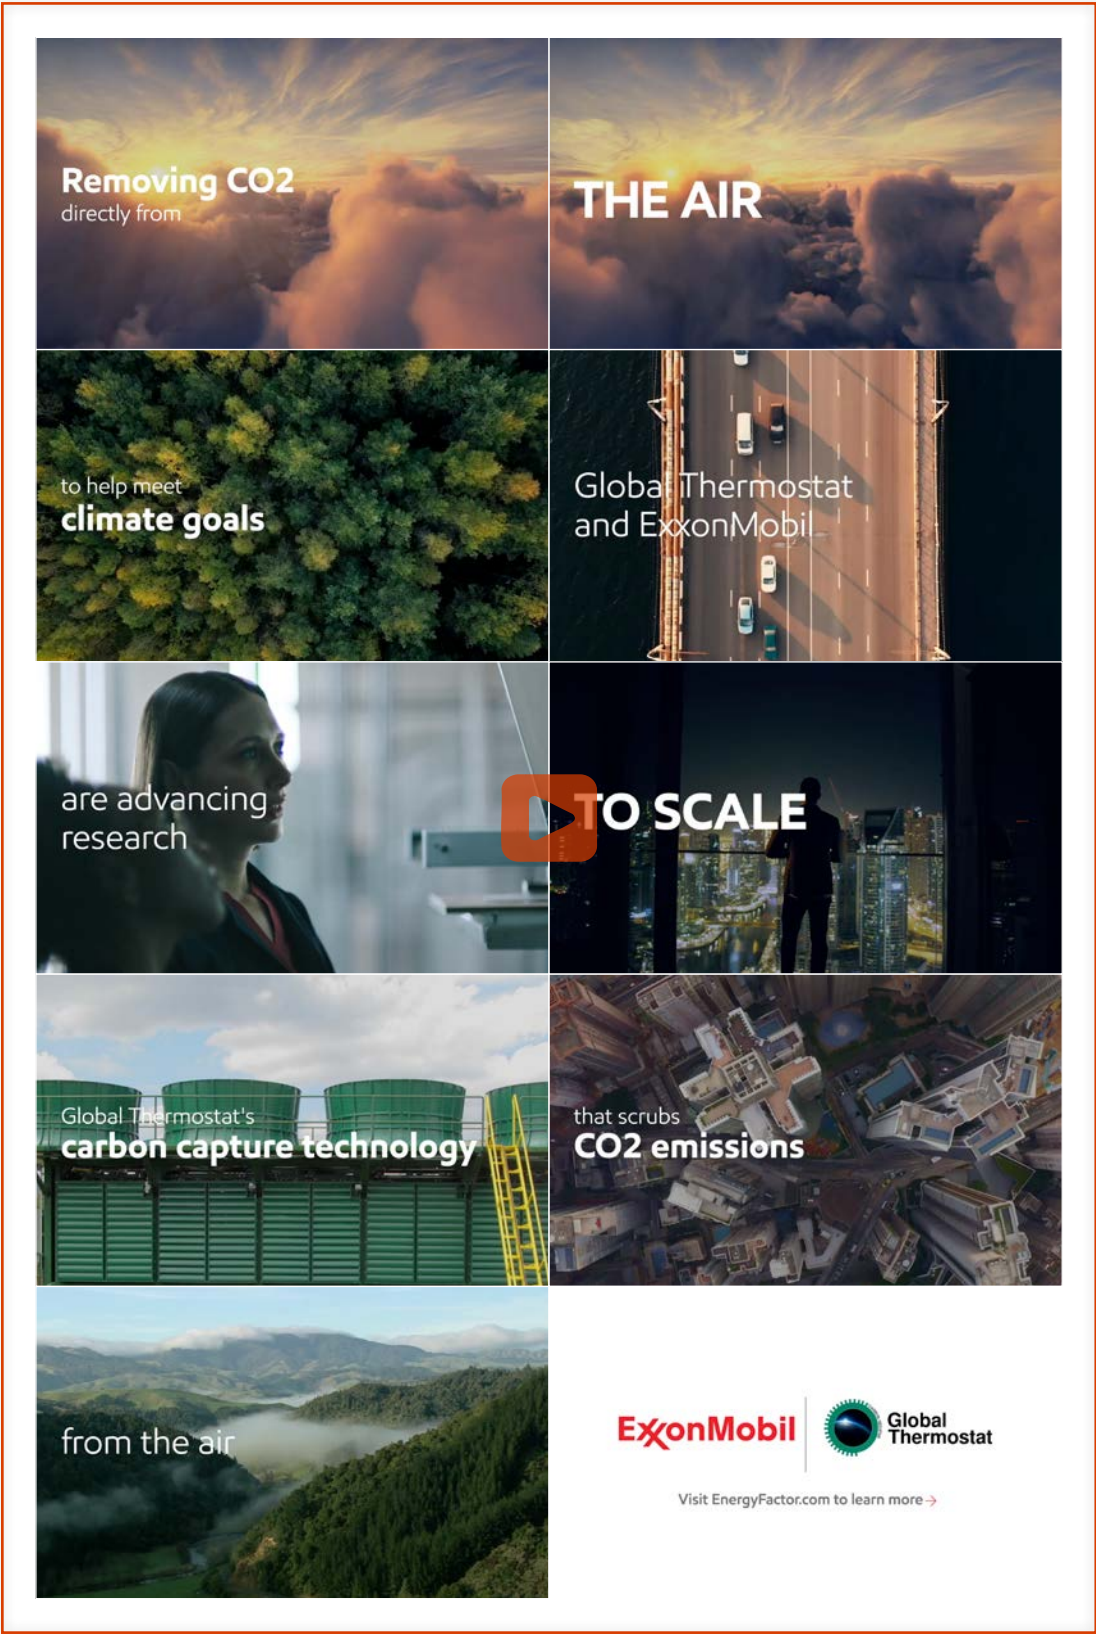 Removing CO2
directly from
THE AIR
to help meet
climate goals
Global Thermostat
and ExxonMobil
are advancing
research
TO SCALE
Global Thermostat's
carbon capture technology
that scrubs
CO2 emissions
from the air
ExxonMobil
Global
Thermostat
Visit EnergyFactor.com to learn more→